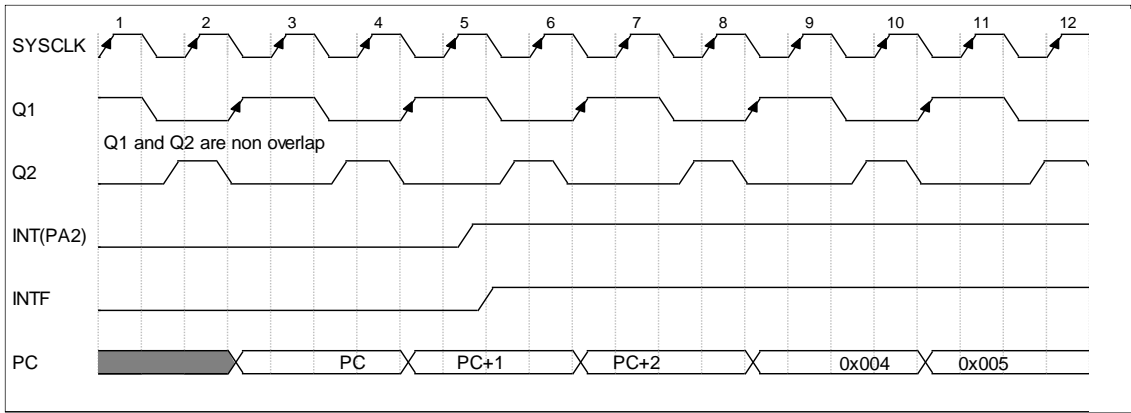 1 2 3 4 5 6 7 8 9 10 11 12
SYSCLK
Q1
Q1 and Q2 are non overlap
Q2
INT(PA2)
INTF
PC PC PC+1 PC+2 0x004 0x005